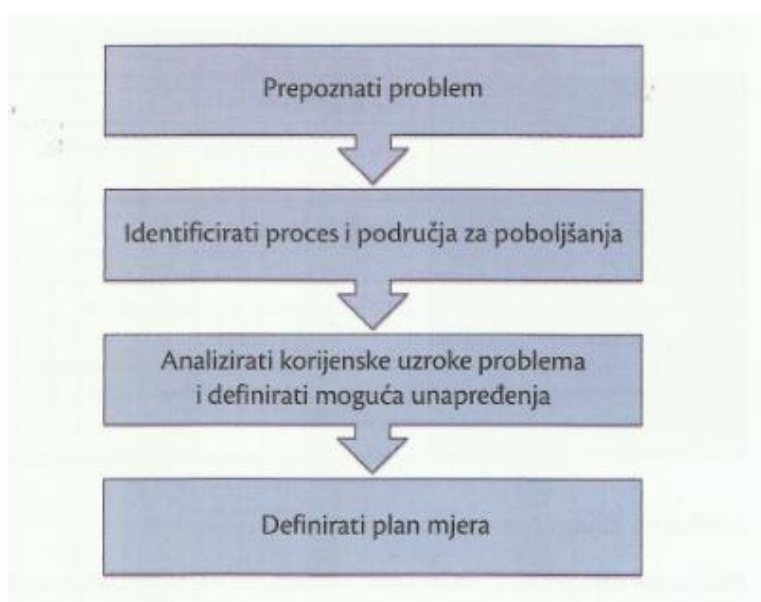 Prepoznati problem
Identificirati proces i područja za poboljšanja
Analizirati korijenske uzroke problema
i definirati moguća unapređenja
Definirati plan mjera